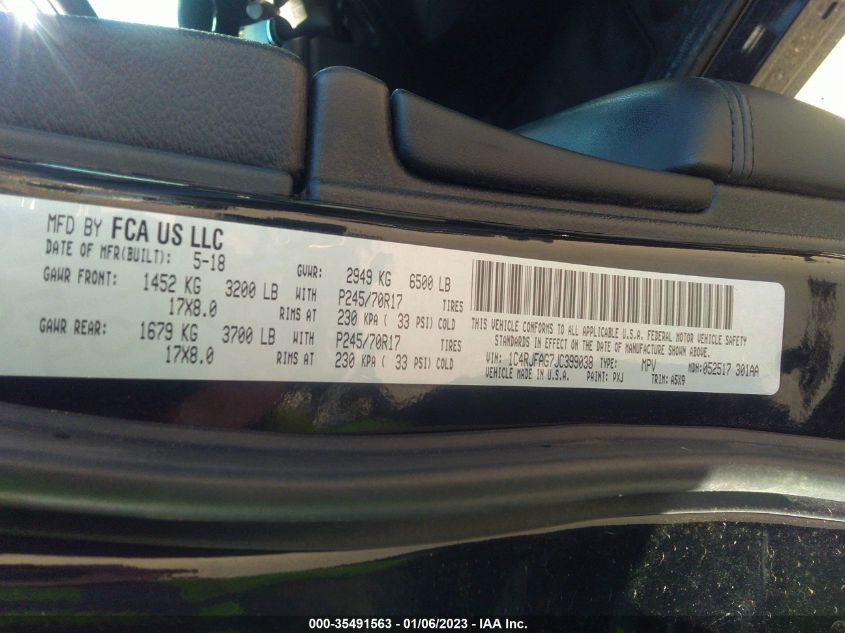 MFD BY FCA US LLC
DATE OF MFR(BUILT): 5-18
GVWR: 2949 KG 6500 LB
GAWR FRONT: 1452 KG 3200 LB WITH P245/70R17 TIRES
17X8.0 RIMS AT 230 KPA ( 33 PSI) COLD
GAWR REAR: 1679 KG 3700 LB WITH P245/70R17 TIRES
17X8.0 RIMS AT 230 KPA ( 33 PSI) COLD
THIS VEHICLE CONFORMS TO ALL APPLICABLE U.S.A. FEDERAL MOTOR VEHICLE SAFETY
STANDARDS IN EFFECT ON THE DATE OF MANUFACTURE SHOWN ABOVE.
VIN: 1C4RJFAG7JC399038 TYPE: MPV MDH: 052517 301AA
VEHICLE MADE IN U.S.A. PAINT: PXJ TRIM: A5X9
000-35491563 - 01/06/2023 - IAA Inc.